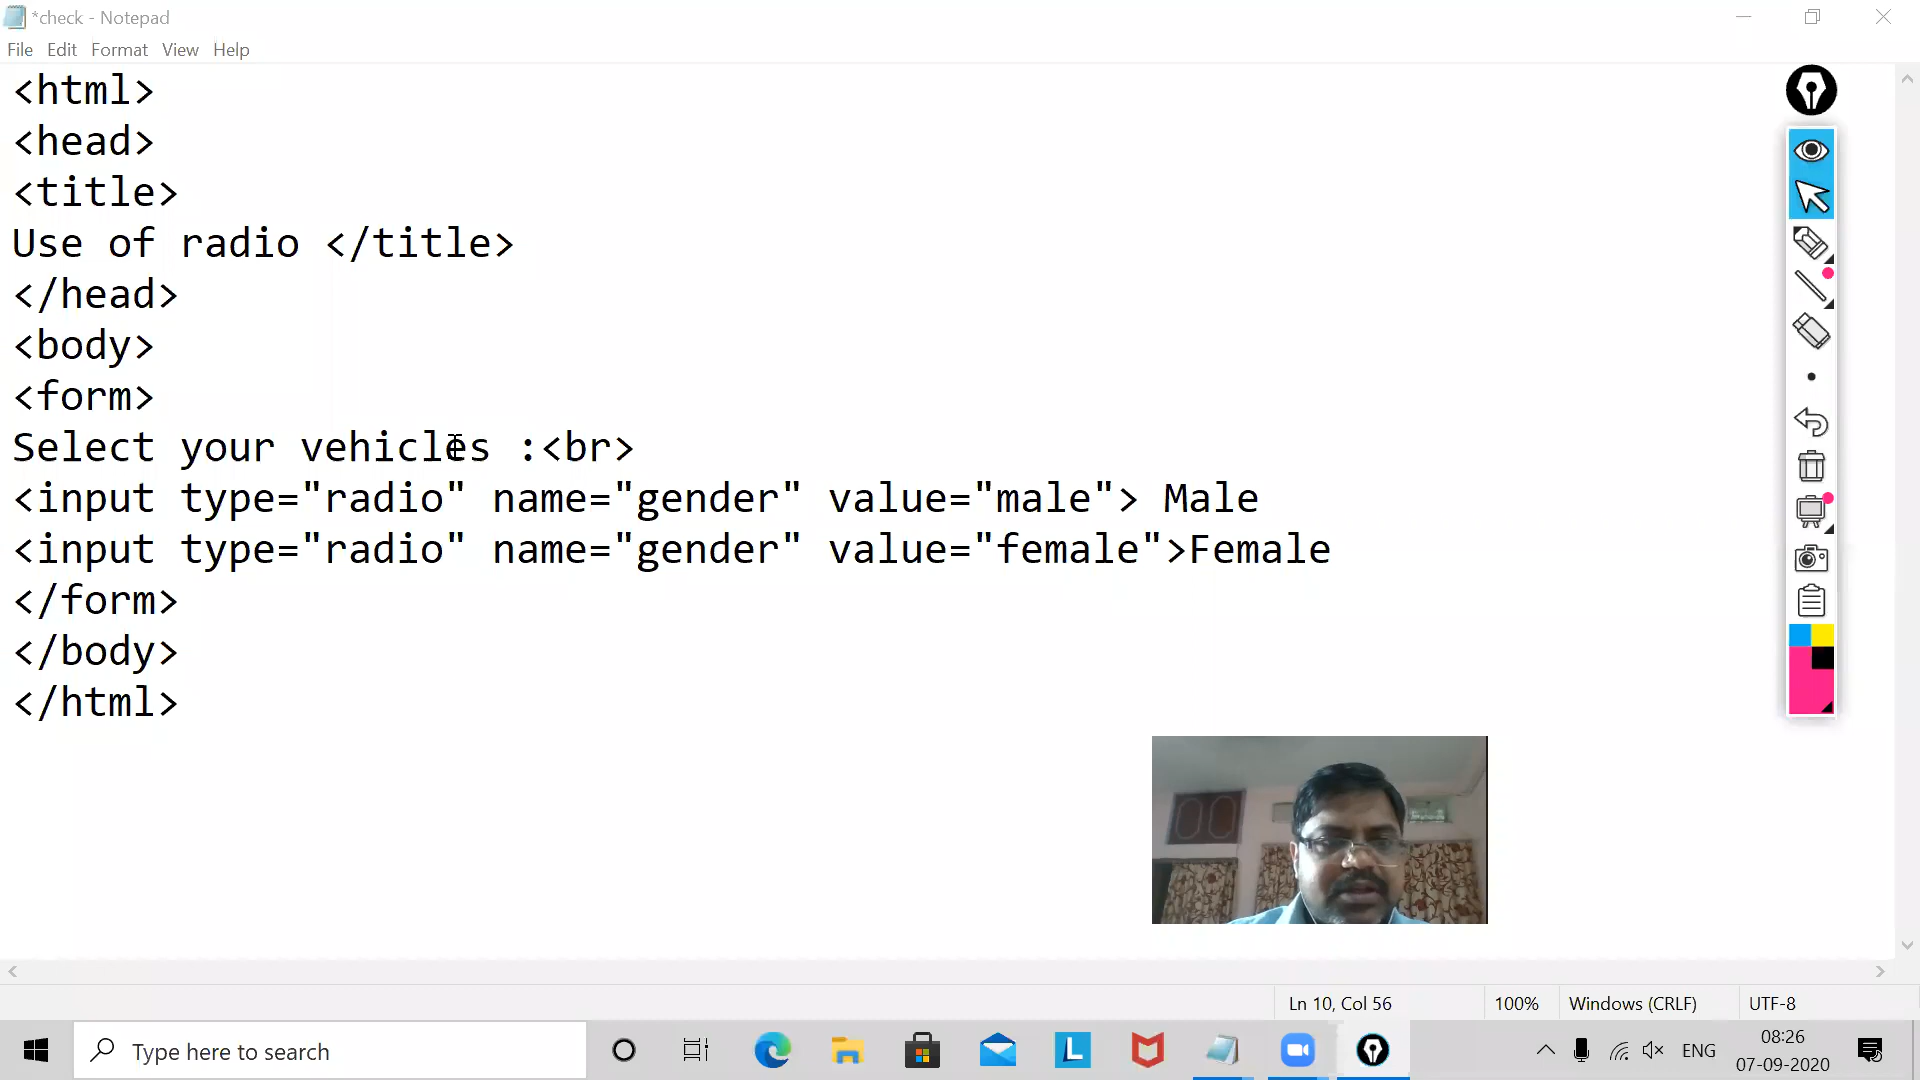 *check - Notepad
File Edit Format View Help
<html>
<head>
<title>
Use of radio </title>
</head>
<body>
<form>
Select your vehicles :<br>
<input type="radio" name="gender" value="male"> Male
<input type="radio" name="gender" value="female">Female
</form>
</body>
</html>
Ln 10, Col 56 100% Windows (CRLF) UTF-8
Type here to search
L
ENG
08:26
07-09-2020